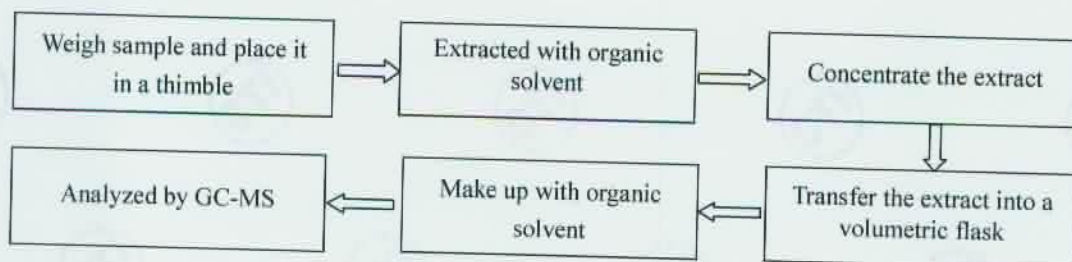 Weigh sample and place it
in a thimble
Extracted with organic
solvent
Concentrate the extract
Transfer the extract into a
volumetric flask
Make up with organic
solvent
Analyzed by GC-MS